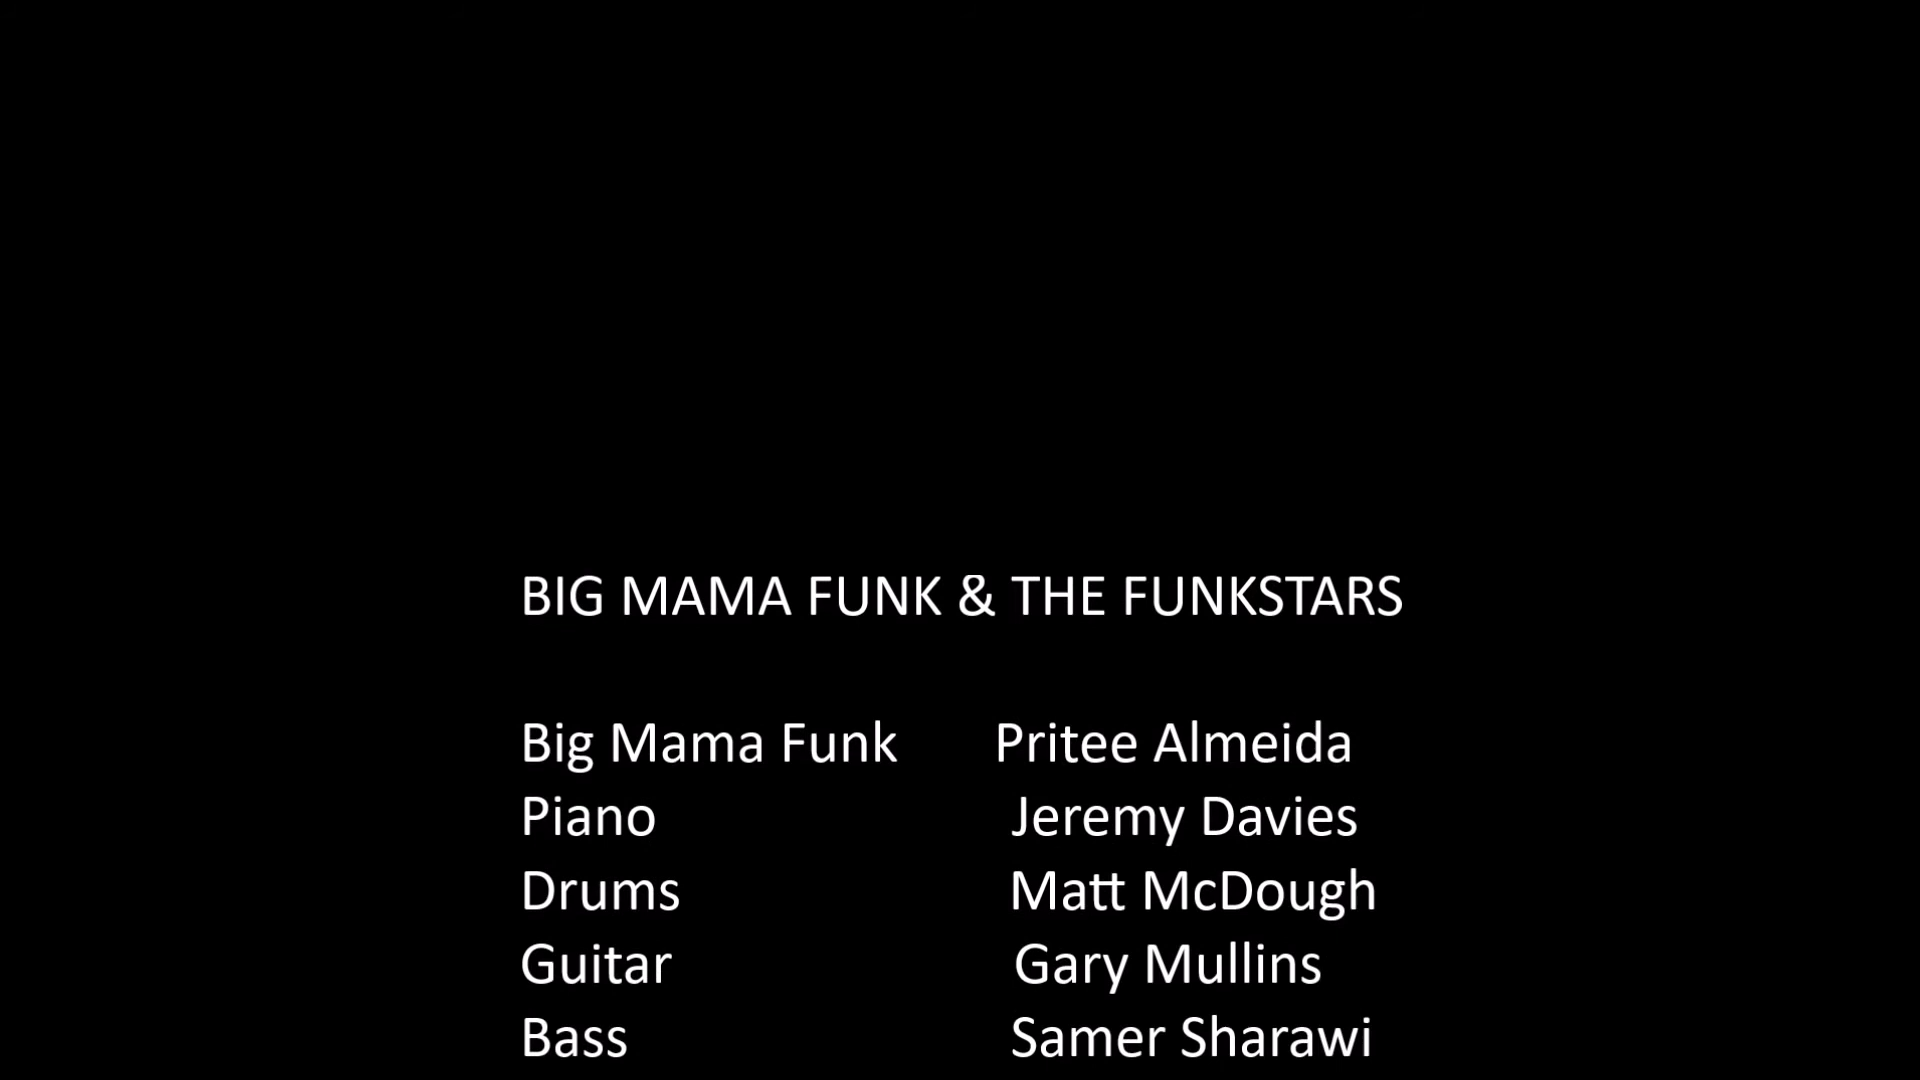 BIG MAMA FUNK & THE FUNKSTARS
Big Mama Funk Pritee Almeida
Piano Jeremy Davies
Drums Matt McDough
Guitar Gary Mullins
Bass Samer Sharawi